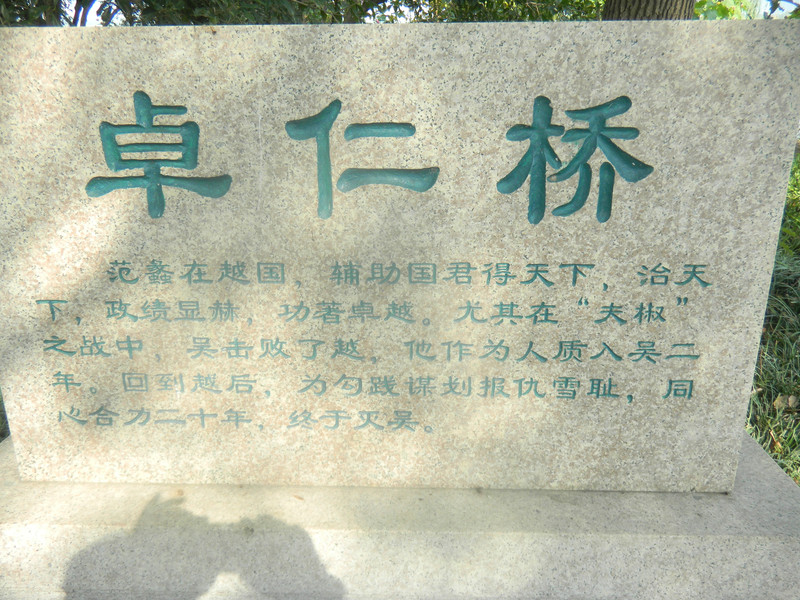 卓仁桥
范蠡在越国，辅助国君得天下，治天
下，政绩显赫，功著卓越。尤其在“夫椒”
之战中，吴击败了越，他作为人质入吴二
年。回到越后，为勾践谋划报仇雪耻，同
心合力二十年，终于灭吴。